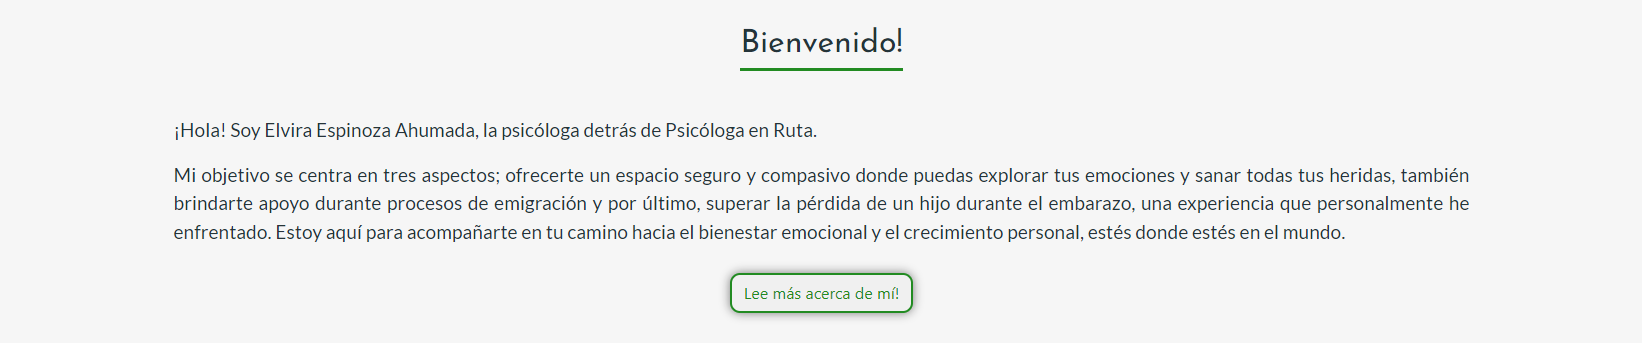 Bienvenido!
¡Hola! Soy Elvira Espinoza Ahumada, la psicóloga detrás de Psicóloga en Ruta.
Mi objetivo se centra en tres aspectos; ofrecerte un espacio seguro y compasivo donde puedas explorar tus emociones y sanar todas tus heridas, también
brindarte apoyo durante procesos de emigración y por último, superar la pérdida de un hijo durante el embarazo, una experiencia que personalmente he
enfrentado. Estoy aquí para acompañarte en tu camino hacia el bienestar emocional y el crecimiento personal, estés donde estés en el mundo.
Lee más acerca de mí!